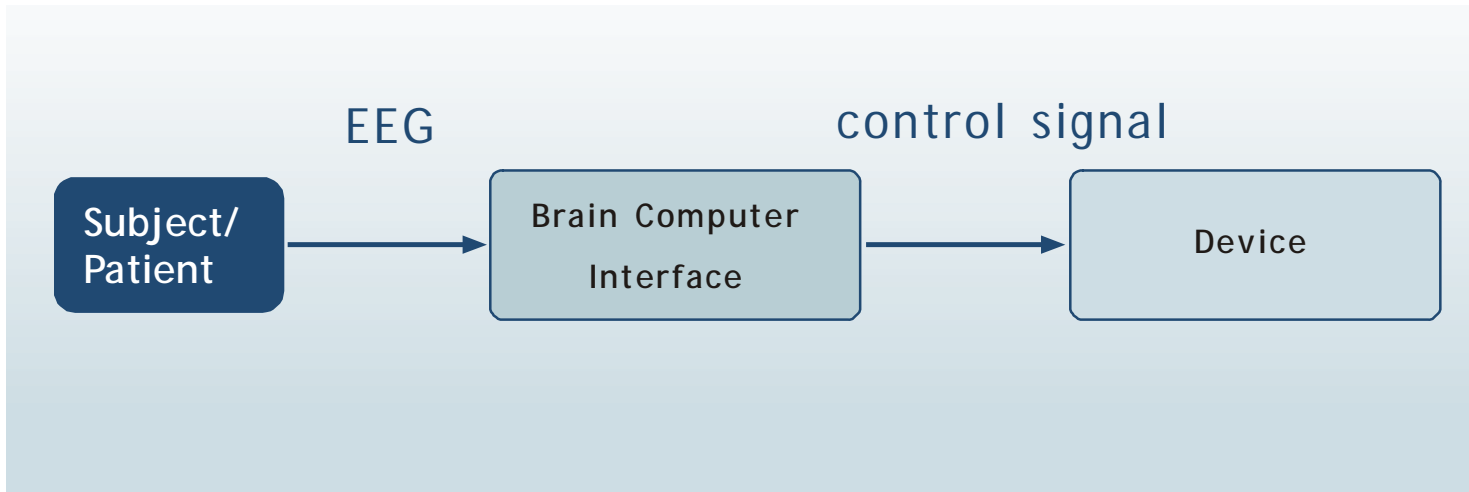 EEG
control signal
Subject/
Patient
Brain Computer
Interface
Device